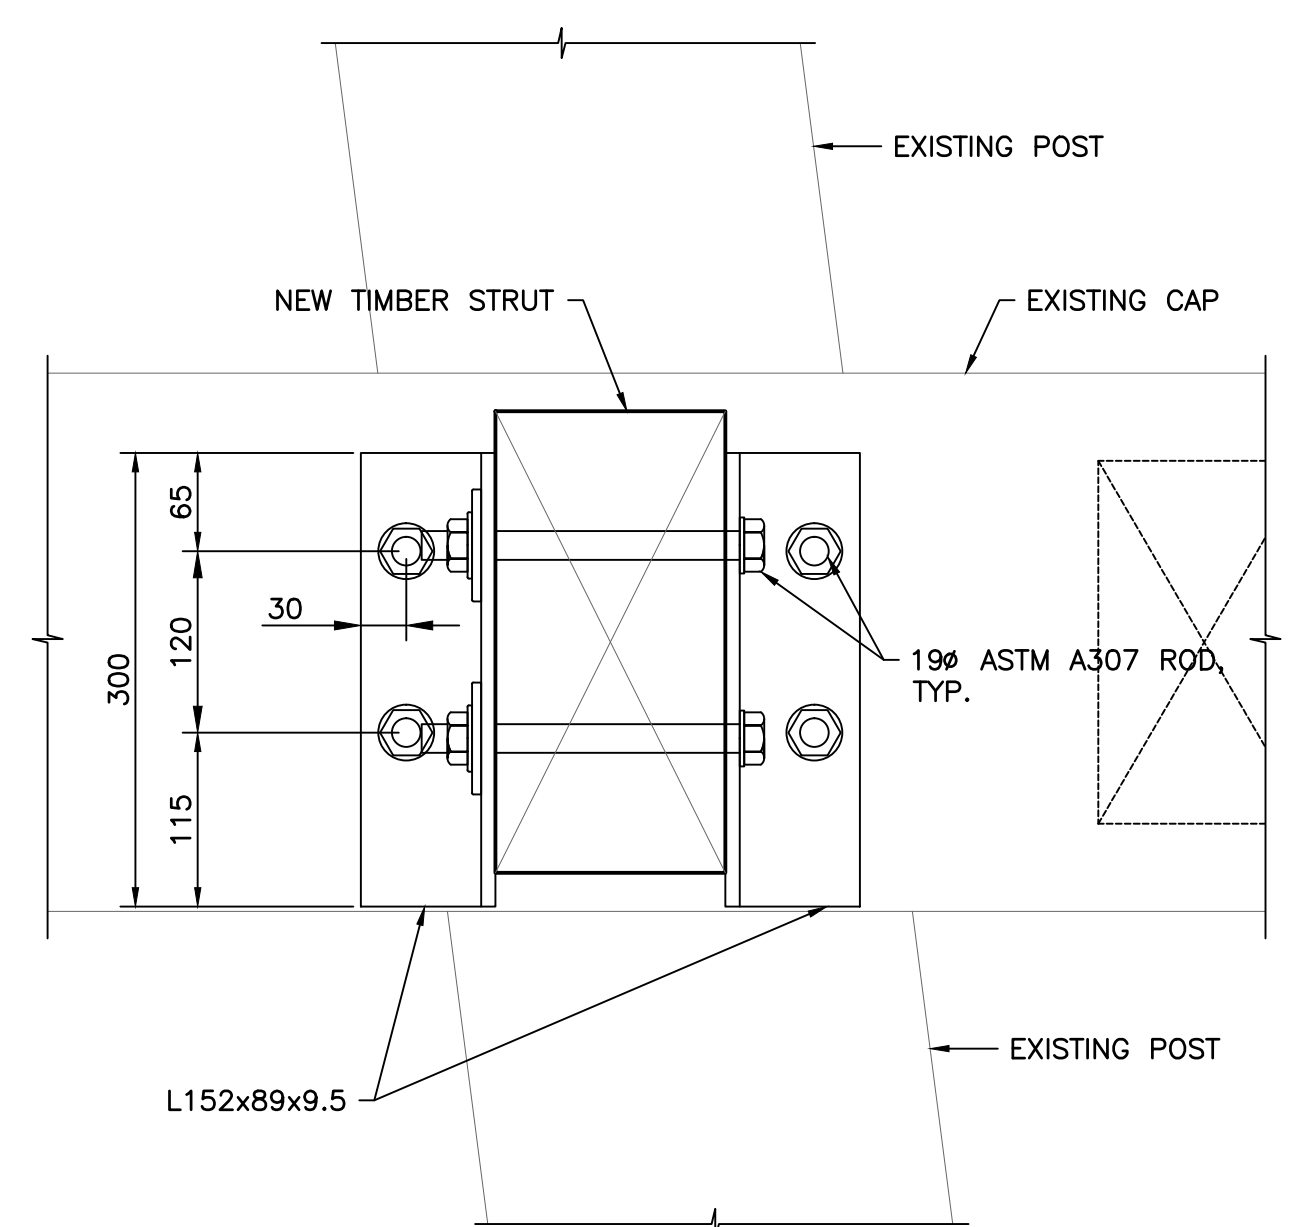 EXISTING POST
NEW TIMBER STRUT
EXISTING CAP
65
30
120
300
19ø ASTM A307 ROD,
TYP.
115
EXISTING POST
L152x89x9.5